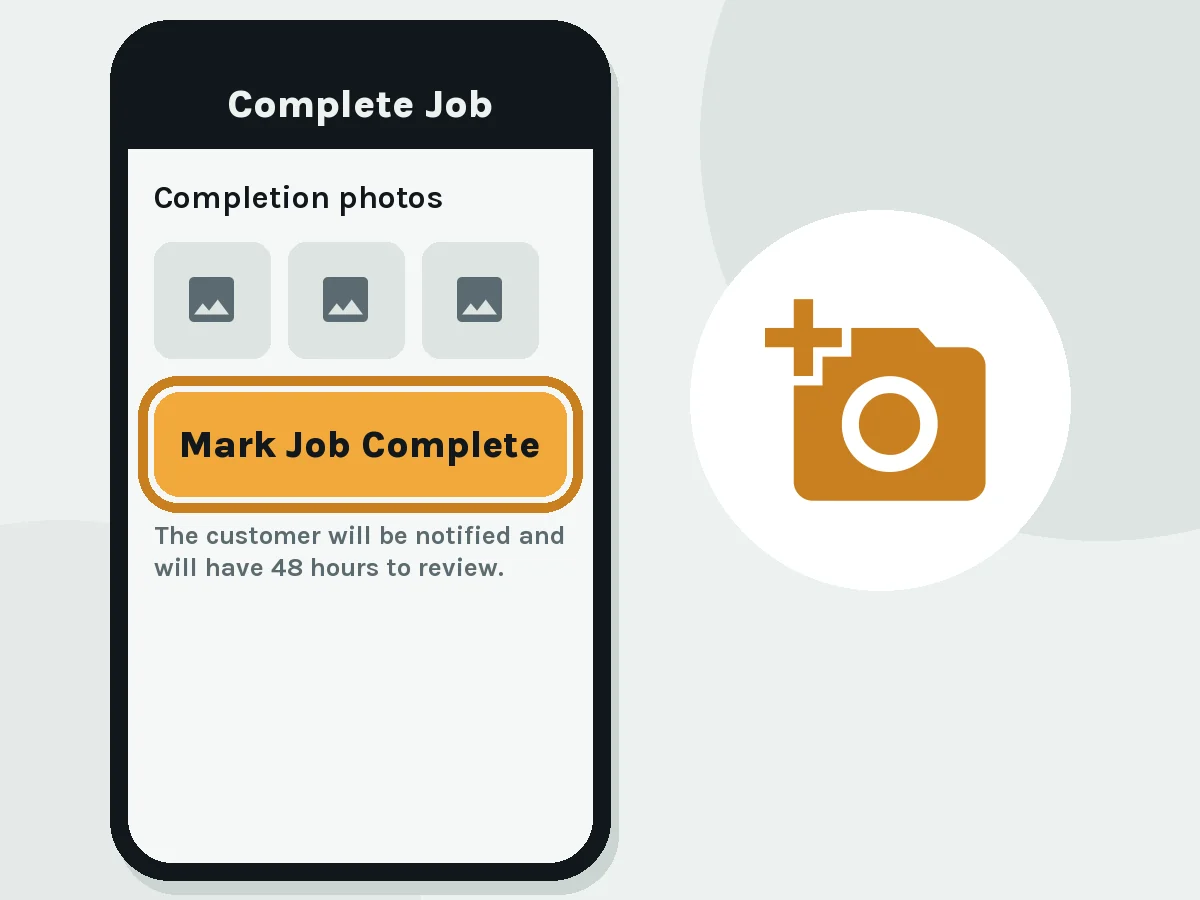 Complete Job
Completion photos
Mark Job Complete
The customer will be notified and
will have 48 hours to review.